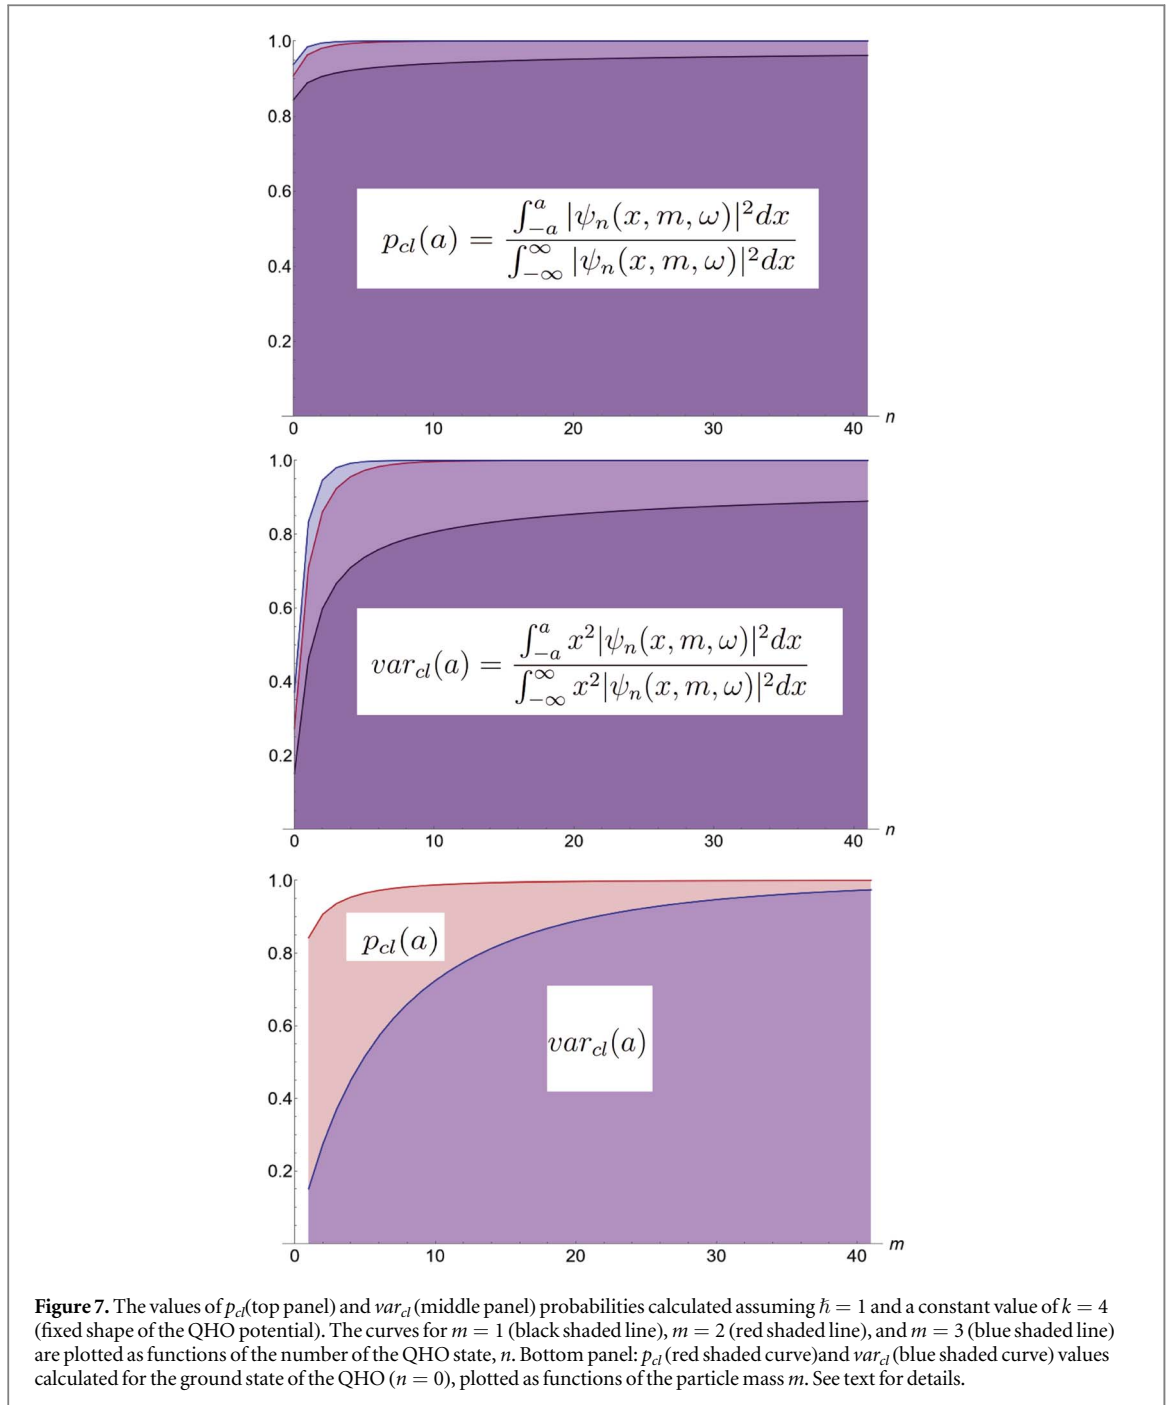 1.0
0.8
0.6
0.4
0.2
0 10 20 30 40 n
p_{cl}(a) = \frac{\int_{-a}^{a} |\psi_n(x, m, \omega)|^2 dx}{\int_{-\infty}^{\infty} |\psi_n(x, m, \omega)|^2 dx}
1.0
0.8
0.6
0.4
0.2
0 10 20 30 40 n
var_{cl}(a) = \frac{\int_{-a}^{a} x^2 |\psi_n(x, m, \omega)|^2 dx}{\int_{-\infty}^{\infty} x^2 |\psi_n(x, m, \omega)|^2 dx}
1.0
0.8
0.6
0.4
0.2
0 10 20 30 40 m
p_{cl}(a)
var_{cl}(a)
Figure 7. The values of p_{cl}(top panel) and var_{cl} (middle panel) probabilities calculated assuming ℏ = 1 and a constant value of k = 4
(fixed shape of the QHO potential). The curves for m = 1 (black shaded line), m = 2 (red shaded line), and m = 3 (blue shaded line)
are plotted as functions of the number of the QHO state, n. Bottom panel: p_{cl} (red shaded curve)and var_{cl} (blue shaded curve) values
calculated for the ground state of the QHO (n = 0), plotted as functions of the particle mass m. See text for details.